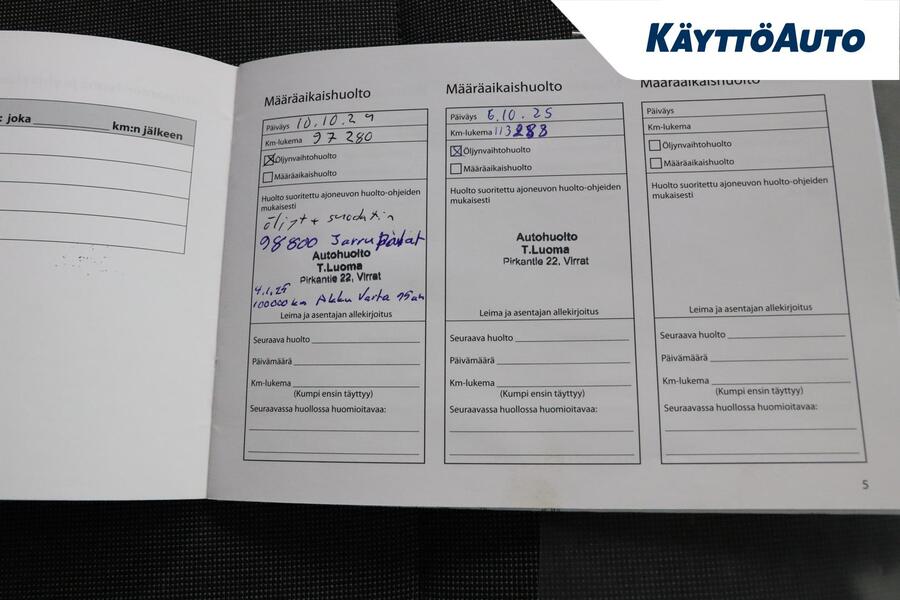 KÄYTTÖAUTO
: joka ____________ km:n jälkeen
Määräaikaishuolto
Päiväys 10.10.24
Km-lukema 97280
☒ Öljynvaihtohuolto
☐ Määräaikaishuolto
Huolto suoritettu ajoneuvon huolto-ohjeiden
mukaisesti
öljyt + suodatin
98800 Jarrupalat
Autohuolto
T.Luoma
Pirkantie 22, Virrat
4.1.25
100000km Akku Varta 75ah
Leima ja asentajan allekirjoitus
Seuraava huolto
Päivämäärä
Km-lukema
(Kumpi ensin täyttyy)
Seuraavassa huollossa huomioitavaa:
Määräaikaishuolto
Päiväys 6.10.25
Km-lukema 113288
☒ Öljynvaihtohuolto
☐ Määräaikaishuolto
Huolto suoritettu ajoneuvon huolto-ohjeiden
mukaisesti
Autohuolto
T.Luoma
Pirkantie 22, Virrat
Leima ja asentajan allekirjoitus
Seuraava huolto
Päivämäärä
Km-lukema
(Kumpi ensin täyttyy)
Seuraavassa huollossa huomioitavaa:
Määräaikaishuolto
Päiväys
Km-lukema
☐ Öljynvaihtohuolto
☐ Määräaikaishuolto
Huolto suoritettu ajoneuvon huolto-ohjeiden
mukaisesti
Leima ja asentajan allekirjoitus
Seuraava huolto
Päivämäärä
Km-lukema
(Kumpi ensin täyttyy)
Seuraavassa huollossa huomioitavaa:
5